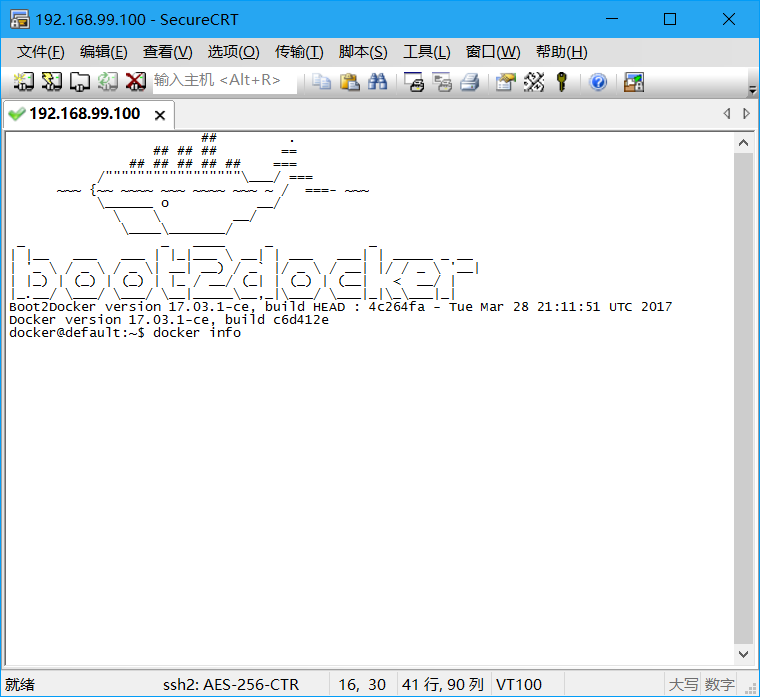 192.168.99.100 - SecureCRT
文件(F) 编辑(E) 查看(V) 选项(O) 传输(T) 脚本(S) 工具(L) 窗口(W) 帮助(H)
输入主机 <Alt+R>
192.168.99.100
                        ##         .
                  ## ## ##        ==
               ## ## ## ## ##    ===
           /"""""""""""""""""\___/ ===
      ~~~ {~~ ~~~~ ~~~ ~~~~ ~~~ ~ /  ===- ~~~
           \______ o           __/
             \    \         __/
              \____\_______/
 _                 _   ____     _            _
| |__   ___   ___ | |_|___ \ __| | ___   ___| | _____ _ __
| '_ \ / _ \ / _ \| __| __) / _` |/ _ \ / __| |/ / _ \ '__|
| |_) | (_) | (_) | |_ / __/ (_| | (_) | (__|   <  __/ |
|_.__/ \___/ \___/ \__|_____\__,_|\___/ \___|_|\_\___|_|
Boot2Docker version 17.03.1-ce, build HEAD : 4c264fa - Tue Mar 28 21:11:51 UTC 2017
Docker version 17.03.1-ce, build c6d412e
docker@default:~$ docker info
就绪 ssh2: AES-256-CTR 16, 30 41 行, 90 列 VT100 大写 数字